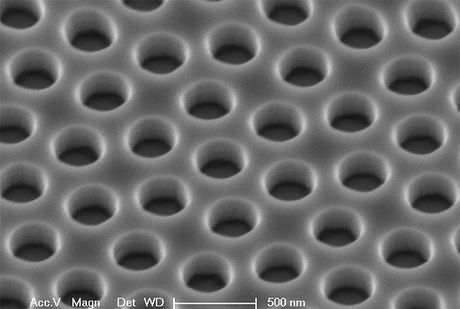 Acc.V Magn Det WD 500 nm